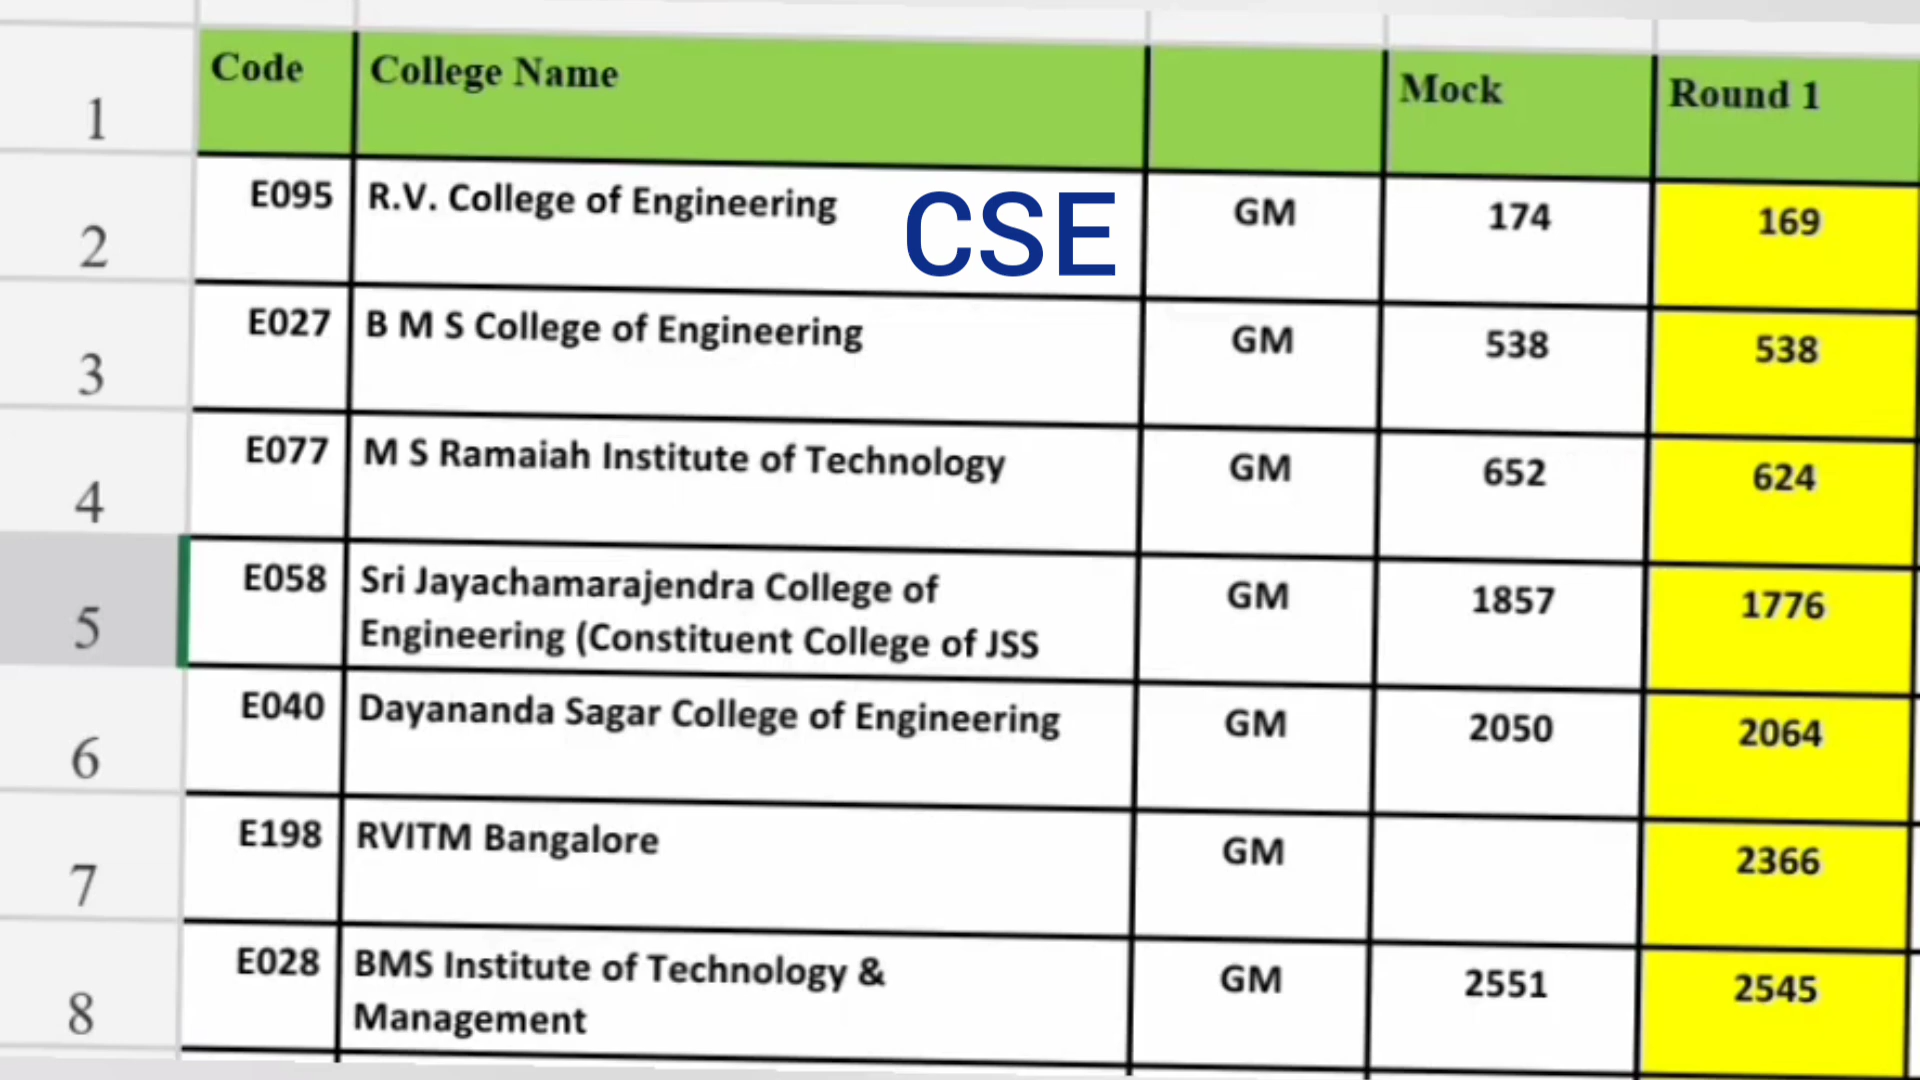 Code College Name Mock Round 1
1
E095 R.V. College of Engineering CSE GM 174 169
2
E027 B M S College of Engineering GM 538 538
3
E077 M S Ramaiah Institute of Technology GM 652 624
4
E058 Sri Jayachamarajendra College of GM 1857 1776
Engineering (Constituent College of JSS
5
E040 Dayananda Sagar College of Engineering GM 2050 2064
6
E198 RVITM Bangalore GM 2366
7
E028 BMS Institute of Technology & GM 2551 2545
Management
8